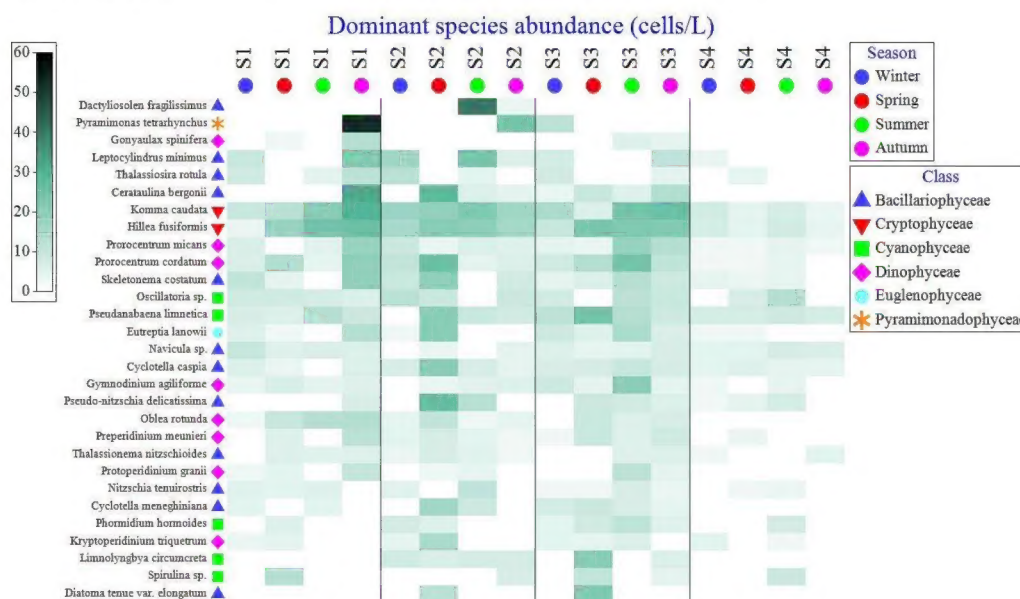 Dominant species abundance (cells/L)
S1 S1 S1 S1 S2 S2 S2 S2 S3 S3 S3 S3 S4 S4 S4 S4
60
50
40
30
20
10
0
Dactyliosolen fragilissimus
Pyramimonas tetrarhynchus
Gonyaulax spinifera
Leptocylindrus minimus
Thalassiosira rotula
Cerataulina bergonii
Komma caudata
Hillea fusiformis
Prorocentrum micans
Prorocentrum cordatum
Skeletonema costatum
Oscillatoria sp.
Pseudanabaena limnetica
Eutreptia lanowii
Navicula sp.
Cyclotella caspia
Gymnodinium agiliforme
Pseudo-nitzschia delicatissima
Oblea rotunda
Preperidinium meunieri
Thalassionema nitzschioides
Protoperidinium granii
Nitzschia tenuirostris
Cyclotella meneghiniana
Phormidium hormoides
Kryptoperidinium triquetrum
Limnolyngbya circumcreta
Spirulina sp.
Diatoma tenue var. elongatum
Season
Winter
Spring
Summer
Autumn
Class
Bacillariophyceae
Cryptophyceae
Cyanophyceae
Dinophyceae
Euglenophyceae
Pyramimonadophyceae